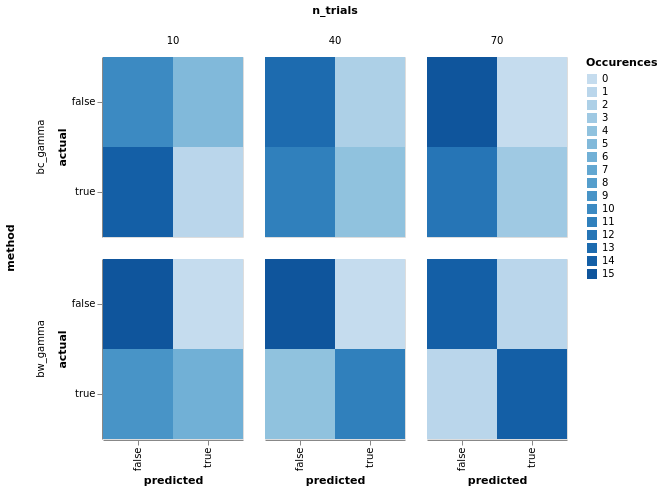 n_trials
10 40 70
Occurences
0
1
2
3
4
5
6
7
8
9
10
11
12
13
14
15
method
bc_gamma
actual
false
true
bw_gamma
actual
false
true
false true false true false true
predicted predicted predicted